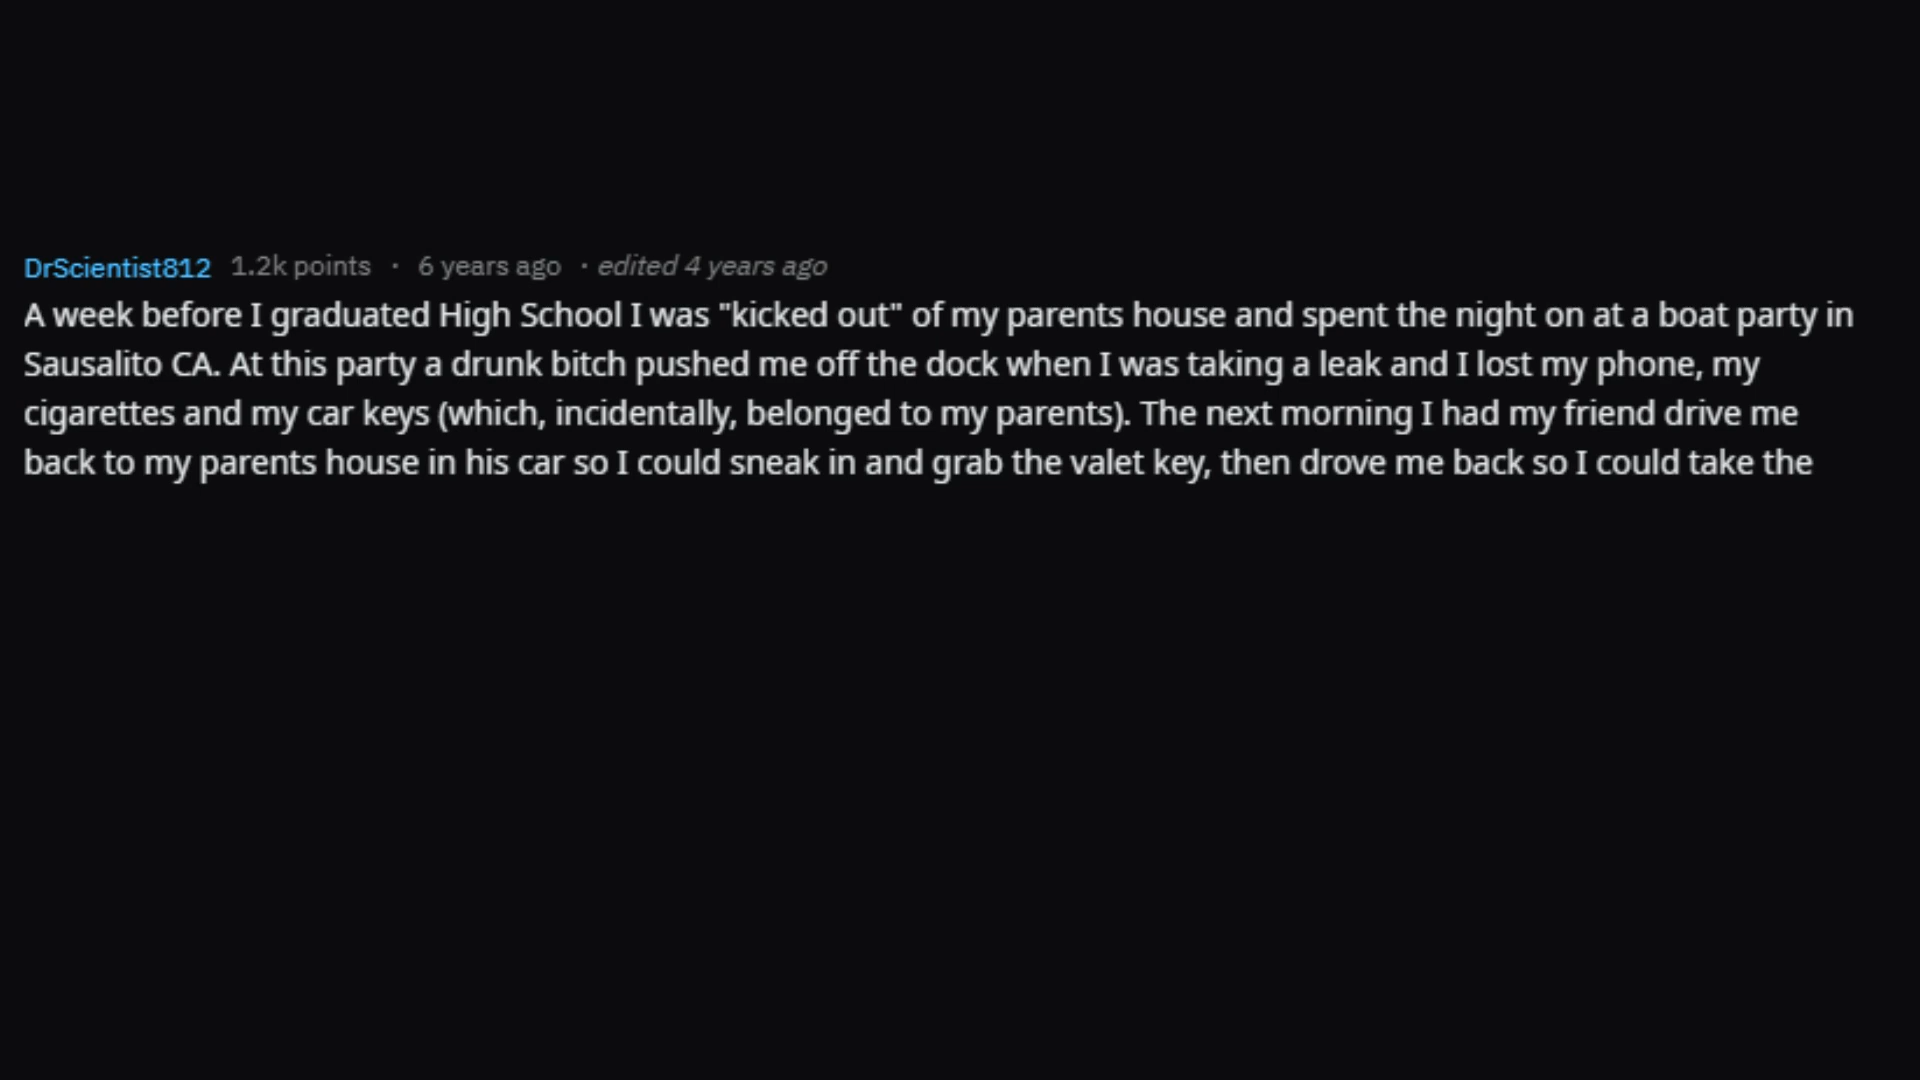 DrScientist812 1.2k points · 6 years ago · edited 4 years ago
A week before I graduated High School I was "kicked out" of my parents house and spent the night on at a boat party in
Sausalito CA. At this party a drunk bitch pushed me off the dock when I was taking a leak and I lost my phone, my
cigarettes and my car keys (which, incidentally, belonged to my parents). The next morning I had my friend drive me
back to my parents house in his car so I could sneak in and grab the valet key, then drove me back so I could take the